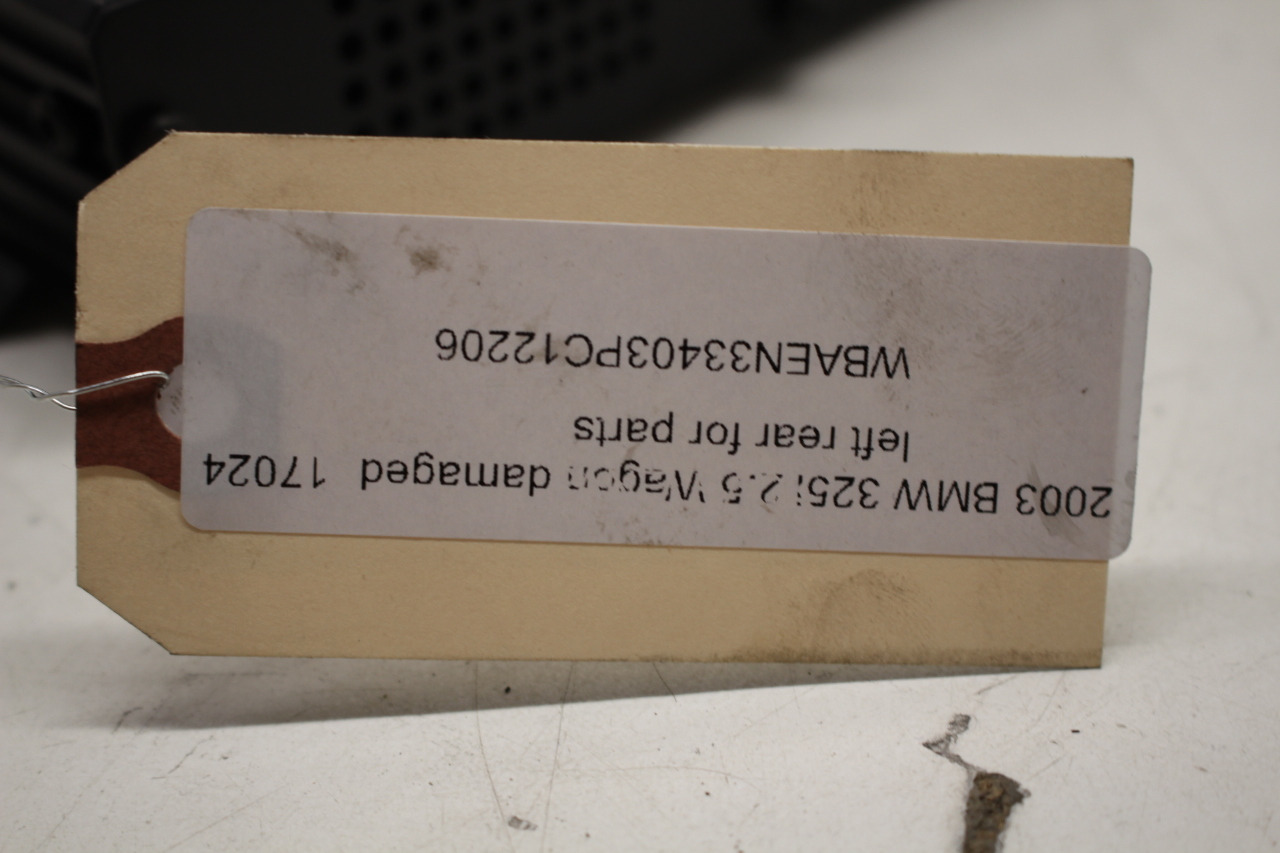 2003 BMW 325i 2.5 Wagon damaged 17024
left rear for parts
WBAEN33403PC12206